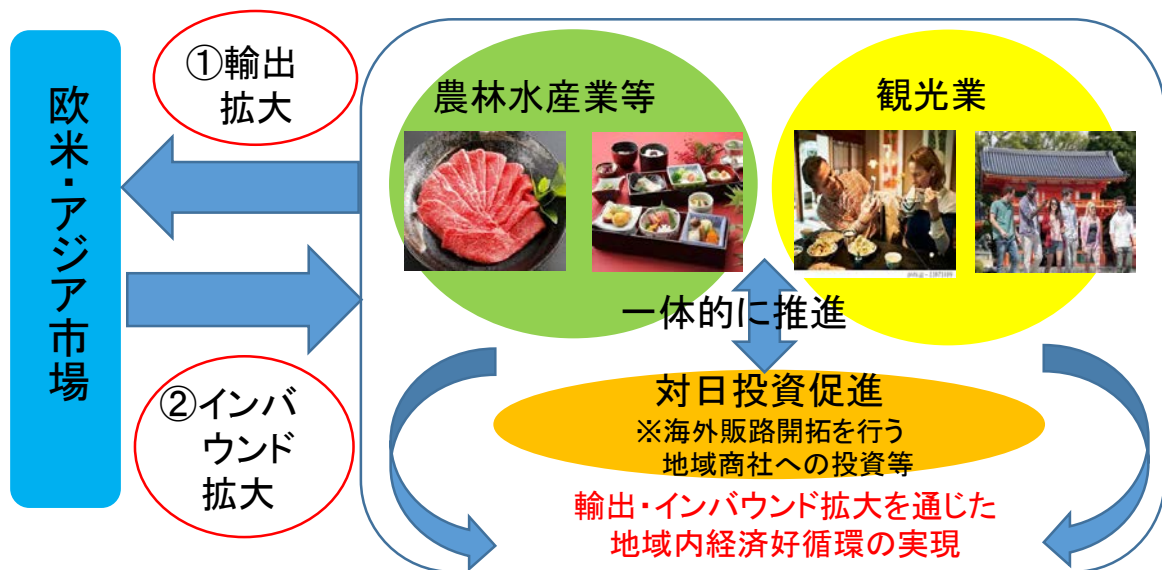 欧米・アジア市場
①輸出
拡大
②インバ
ウンド
拡大
農林水産業等
観光業
一体的に推進
対日投資促進
※海外販路開拓を行う
地域商社への投資等
輸出・インバウンド拡大を通じた
地域内経済好循環の実現